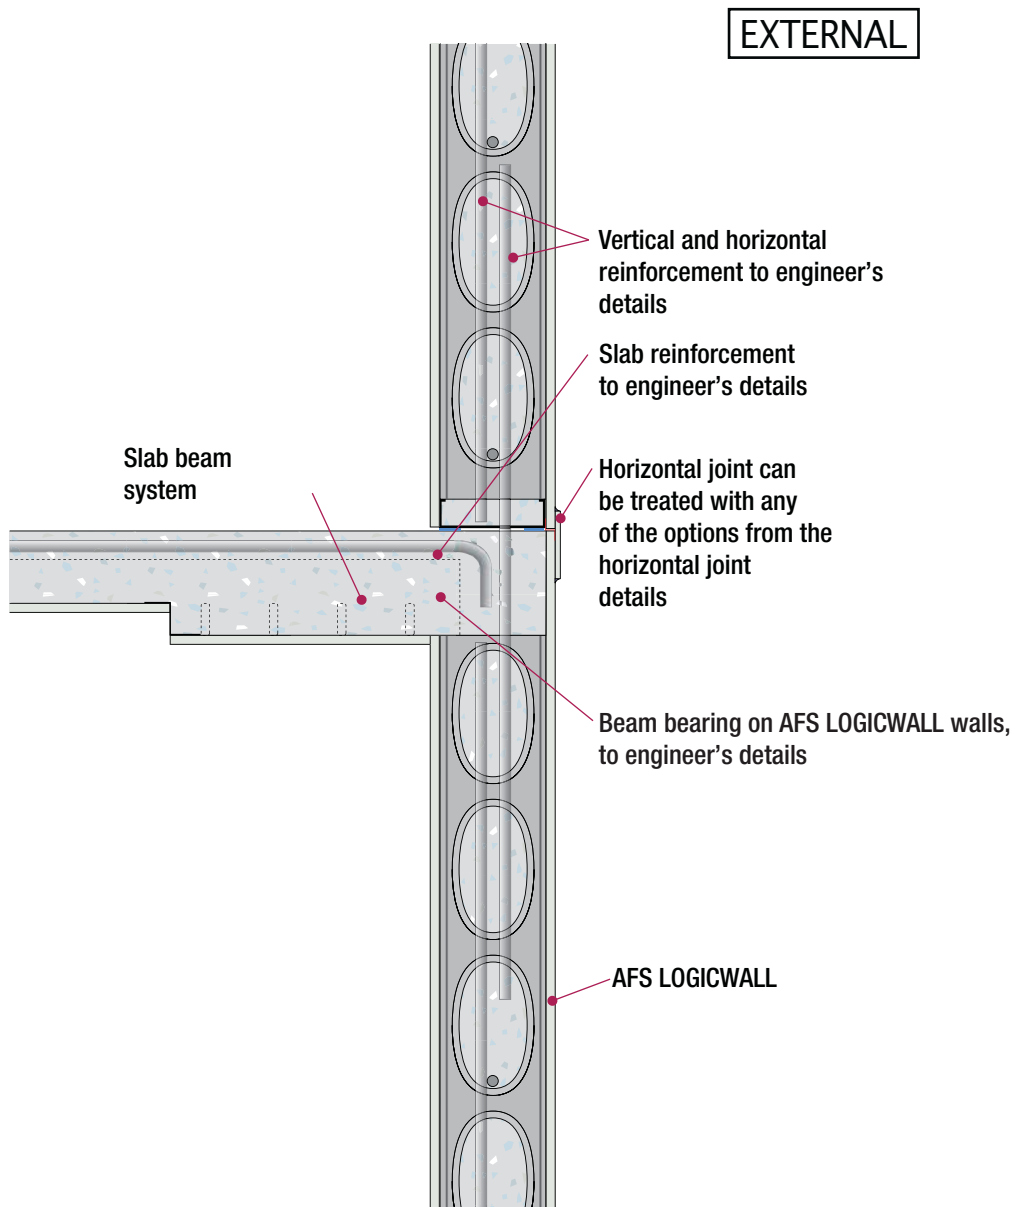 EXTERNAL
Vertical and horizontal
reinforcement to engineer’s
details
Slab reinforcement
to engineer’s details
Slab beam
system
Horizontal joint can
be treated with any
of the options from the
horizontal joint
details
Beam bearing on AFS LOGICWALL walls,
to engineer’s details
AFS LOGICWALL